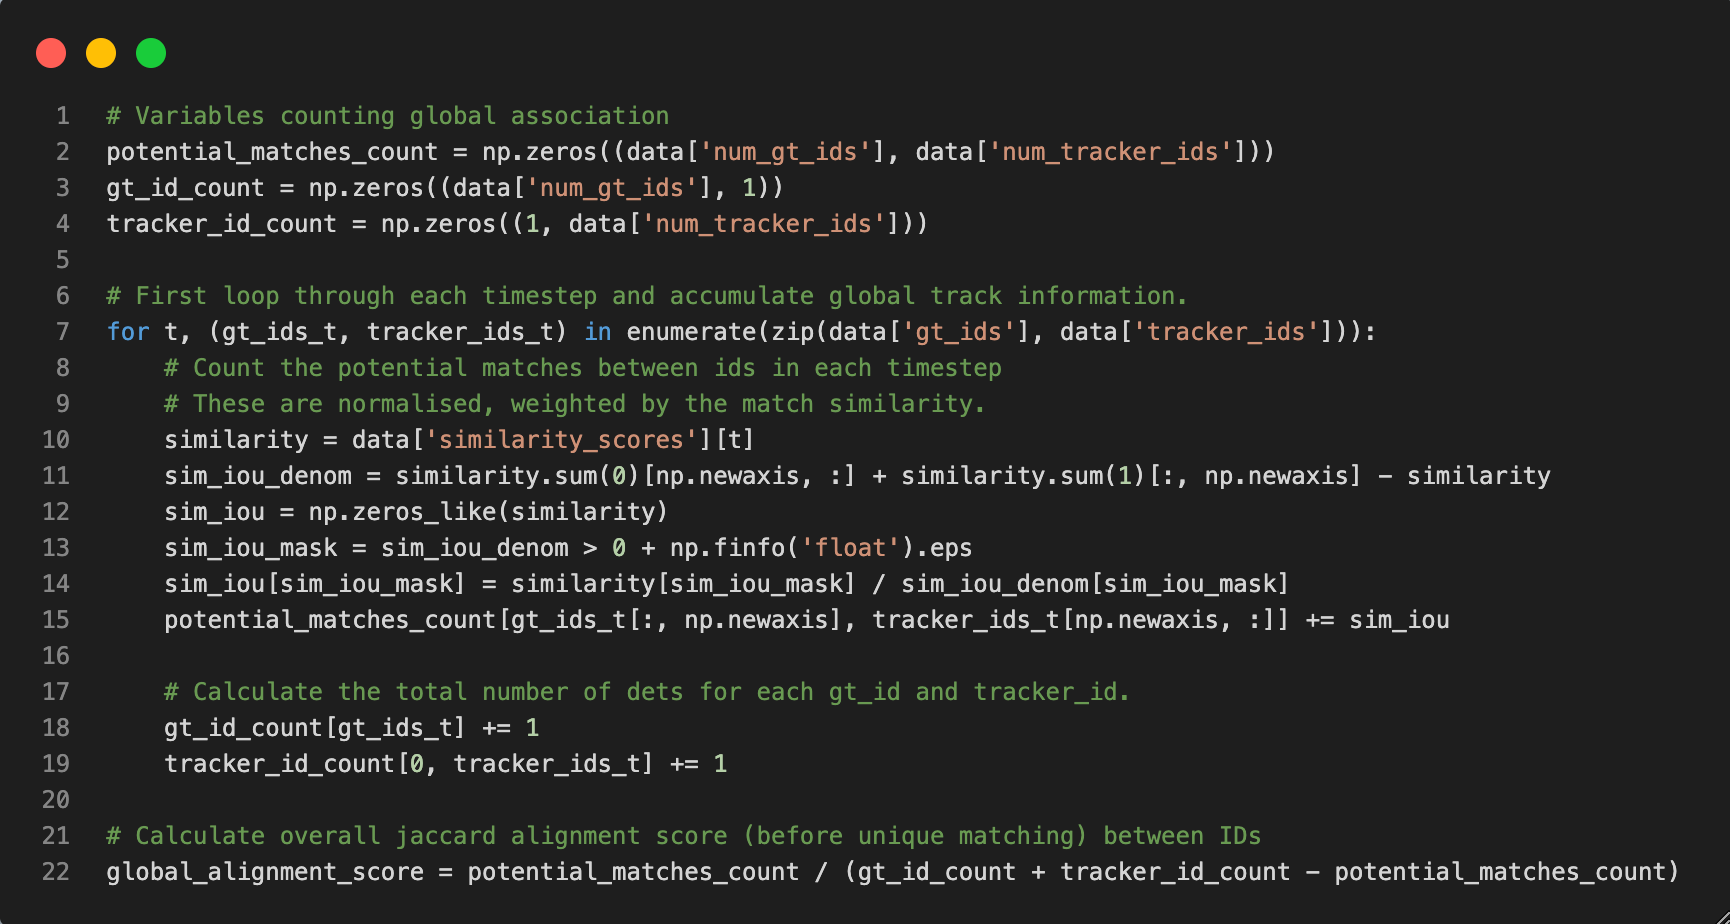 1 # Variables counting global association
2 potential_matches_count = np.zeros((data['num_gt_ids'], data['num_tracker_ids']))
3 gt_id_count = np.zeros((data['num_gt_ids'], 1))
4 tracker_id_count = np.zeros((1, data['num_tracker_ids']))
5
6 # First loop through each timestep and accumulate global track information.
7 for t, (gt_ids_t, tracker_ids_t) in enumerate(zip(data['gt_ids'], data['tracker_ids'])):
8     # Count the potential matches between ids in each timestep
9     # These are normalised, weighted by the match similarity.
10     similarity = data['similarity_scores'][t]
11     sim_iou_denom = similarity.sum(0)[np.newaxis, :] + similarity.sum(1)[:, np.newaxis] - similarity
12     sim_iou = np.zeros_like(similarity)
13     sim_iou_mask = sim_iou_denom > 0 + np.finfo('float').eps
14     sim_iou[sim_iou_mask] = similarity[sim_iou_mask] / sim_iou_denom[sim_iou_mask]
15     potential_matches_count[gt_ids_t[:, np.newaxis], tracker_ids_t[np.newaxis, :]] += sim_iou
16
17     # Calculate the total number of dets for each gt_id and tracker_id.
18     gt_id_count[gt_ids_t] += 1
19     tracker_id_count[0, tracker_ids_t] += 1
20
21 # Calculate overall jaccard alignment score (before unique matching) between IDs
22 global_alignment_score = potential_matches_count / (gt_id_count + tracker_id_count - potential_matches_count)